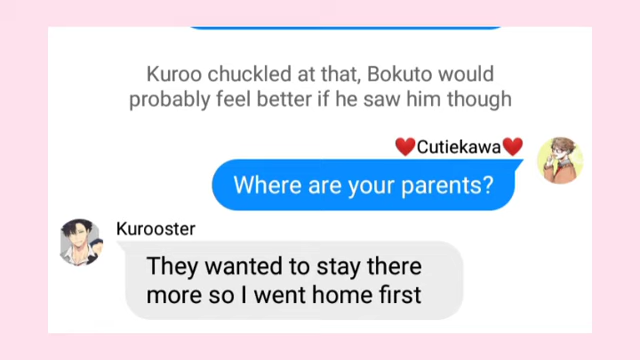 Kuroo chuckled at that, Bokuto would
probably feel better if he saw him though
❤️Cutiekawa❤️
Where are your parents?
Kurooster
They wanted to stay there
more so I went home first